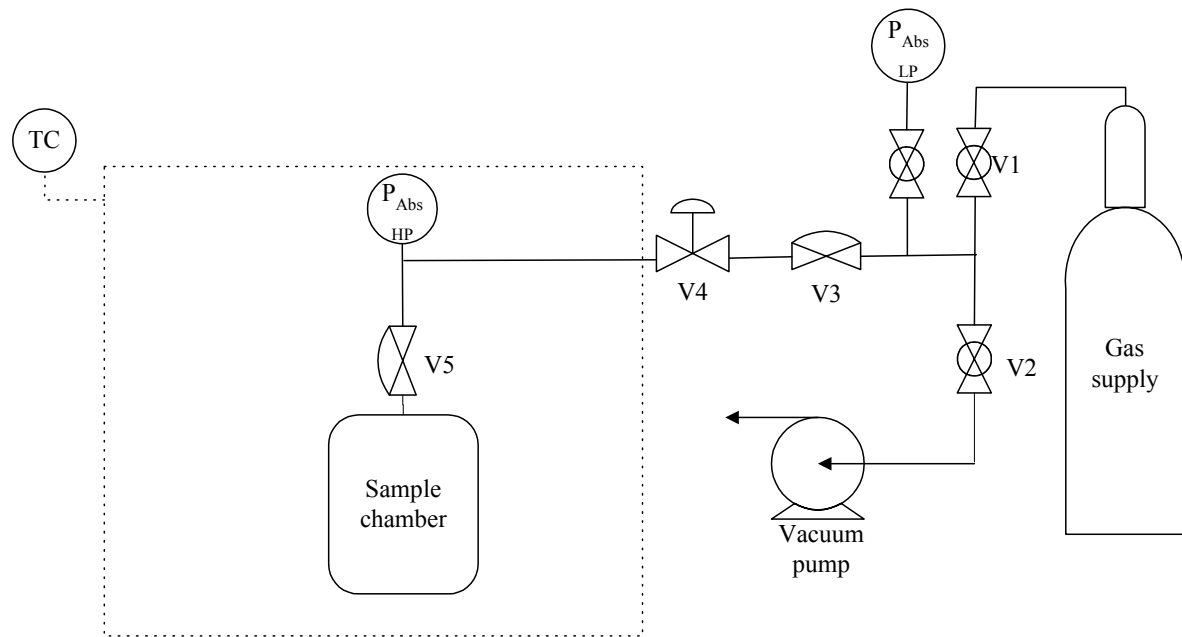 P Abs
LP
TC
V1
P Abs
HP
V4
V3
V5
V2
Gas
supply
Sample
chamber
Vacuum
pump